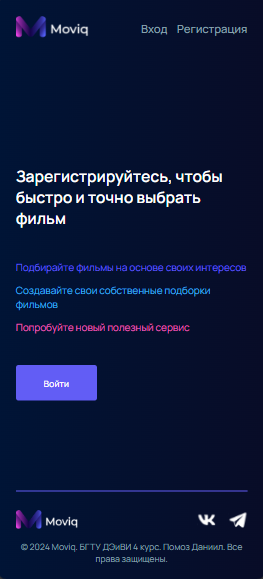 Moviq Вход Регистрация
Зарегистрируйтесь, чтобы
быстро и точно выбрать
фильм
Подбирайте фильмы на основе своих интересов
Создавайте свои собственные подборки
фильмов
Попробуйте новый полезный сервис
Войти
Moviq
© 2024 Moviq. БГТУ ДЭиВИ 4 курс. Помоз Даниил. Все
права защищены.